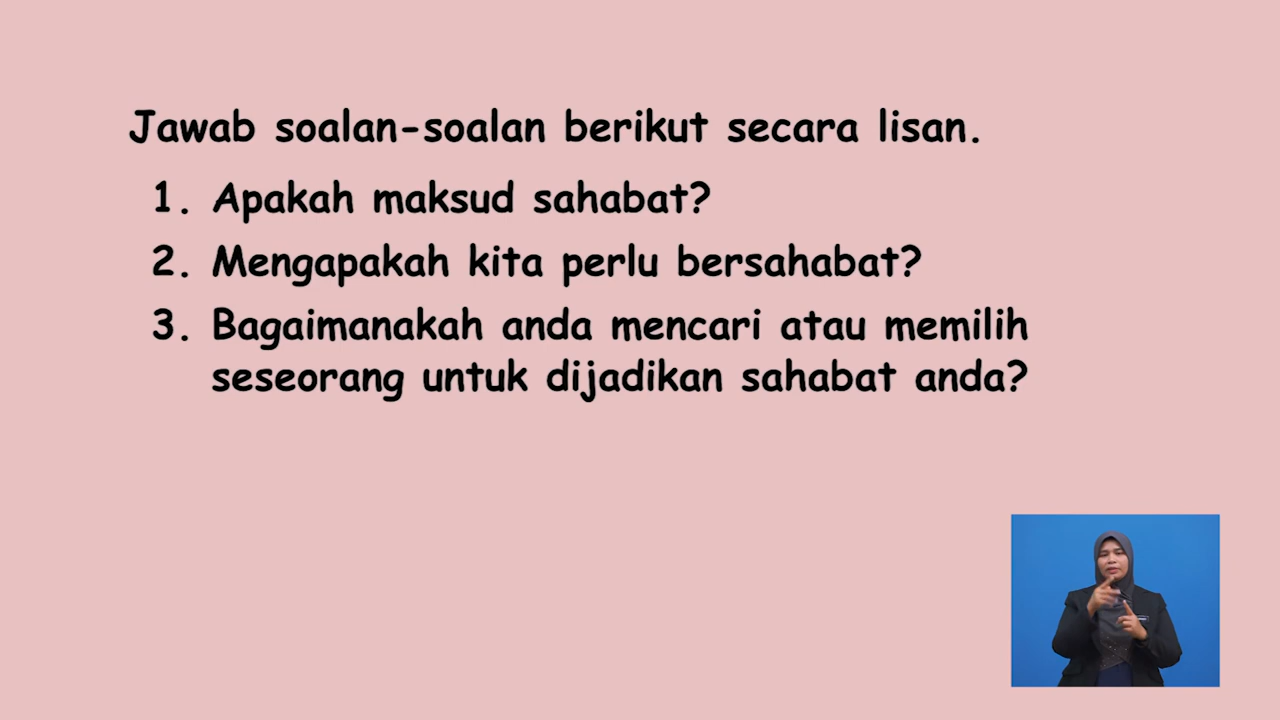 Jawab soalan-soalan berikut secara lisan.
1. Apakah maksud sahabat?
2. Mengapakah kita perlu bersahabat?
3. Bagaimanakah anda mencari atau memilih
seseorang untuk dijadikan sahabat anda?